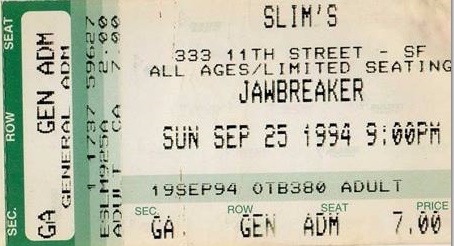 SLIM'S
333 11TH STREET - SF
ALL AGES/LIMITED SEATING
JAWBREAKER
SUN SEP 25 1994 9:00PM
19SEP94 OTB380 ADULT
SEC. ROW SEAT PRICE
GA GEN ADM 7.00
SEC. ROW SEAT
GA GEN ADM
GENERAL ADM
1 1737 59627
ESLM925A 2.00
ADULT CA 7.00